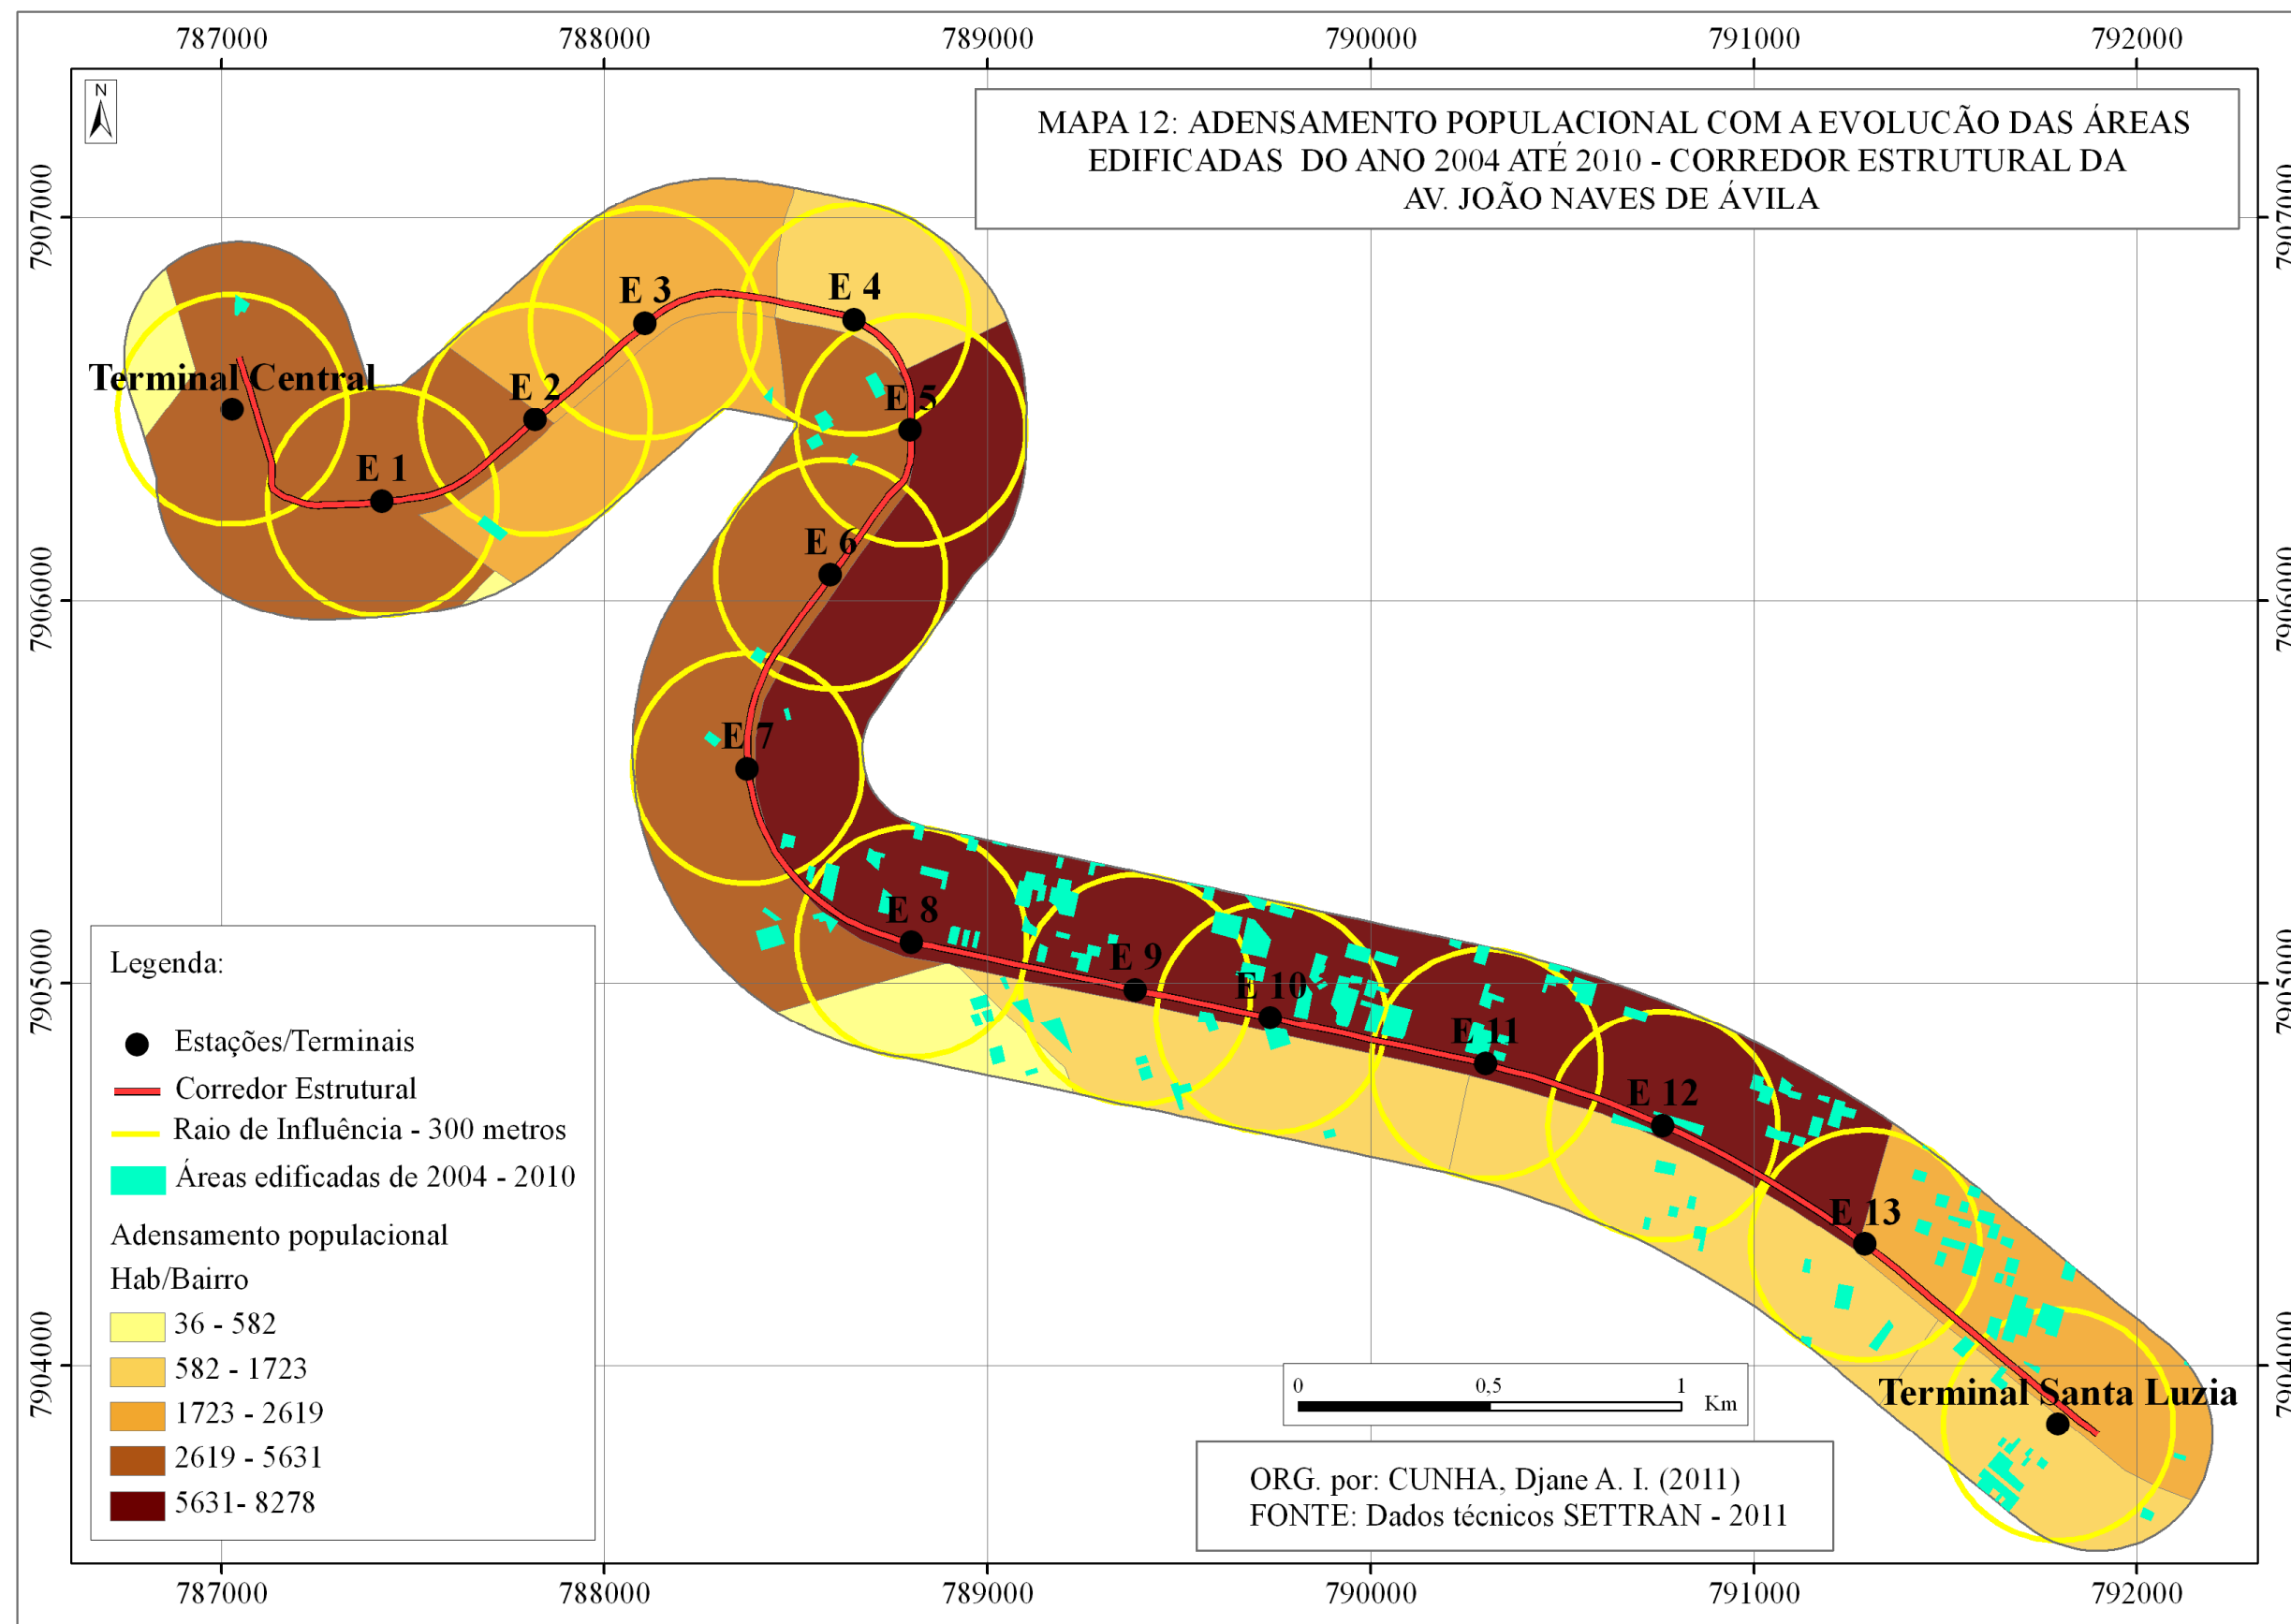 787000 788000 789000 790000 791000 792000
N
MAPA 12: ADENSAMENTO POPULACIONAL COM A EVOLUCÃO DAS ÁREAS
EDIFICADAS DO ANO 2004 ATÉ 2010 - CORREDOR ESTRUTURAL DA
AV. JOÃO NAVES DE ÁVILA
7907000
7907000
E 3
E 4
Terminal Central
E 2
E 5
E 1
E 6
7906000
7906000
E 7
E 8
E 9
E 10
7905000
7905000
E 11
E 12
E 13
7904000
7904000
Terminal Santa Luzia
Legenda:
Estações/Terminais
Corredor Estrutural
Raio de Influência - 300 metros
Áreas edificadas de 2004 - 2010
Adensamento populacional
Hab/Bairro
36 - 582
582 - 1723
1723 - 2619
2619 - 5631
5631- 8278
0 0,5 1
Km
ORG. por: CUNHA, Djane A. I. (2011)
FONTE: Dados técnicos SETTRAN - 2011
787000 788000 789000 790000 791000 792000